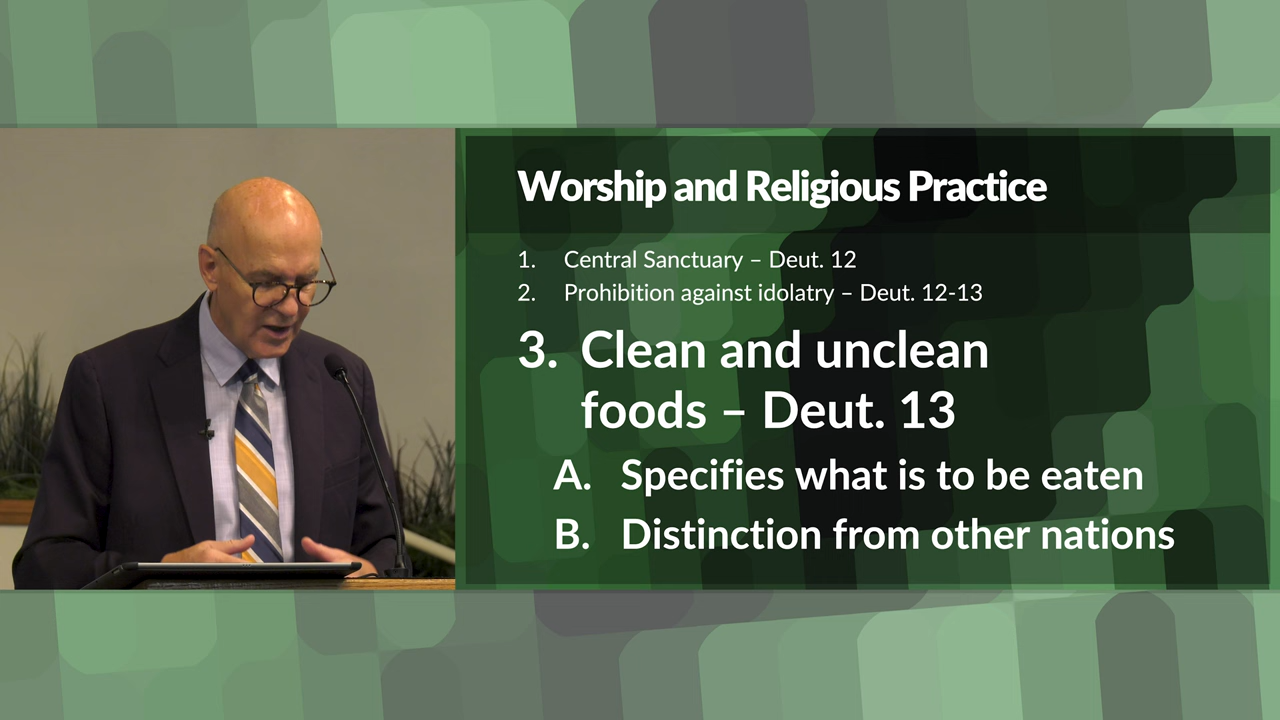 Worship and Religious Practice
1. Central Sanctuary – Deut. 12
2. Prohibition against idolatry – Deut. 12-13
3. Clean and unclean
foods – Deut. 13
A. Specifies what is to be eaten
B. Distinction from other nations